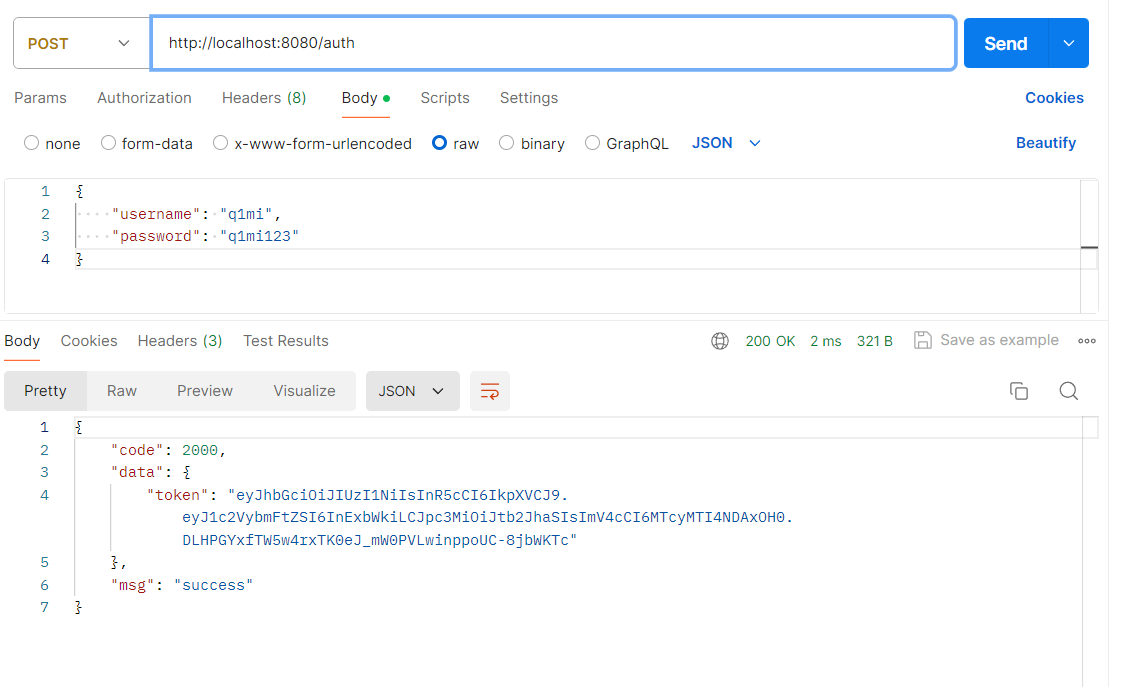 POST http://localhost:8080/auth Send
Params Authorization Headers (8) Body Scripts Settings Cookies
none form-data x-www-form-urlencoded raw binary GraphQL JSON Beautify
1 {
2 "username": "q1mi",
3 "password": "q1mi123"
4 }
Body Cookies Headers (3) Test Results 200 OK 2 ms 321 B Save as example
Pretty Raw Preview Visualize JSON
1 {
2 "code": 2000,
3 "data": {
4 "token": "eyJhbGciOiJIUzI1NiIsInR5cCI6IkpXVCJ9.
eyJ1c2VybmFtZSI6InExbWkiLCJpc3MiOiJtb2JhaSIsImV4cCI6MTcyMTI4NDAxOH0.
DLHPGYxfTW5w4rxTK0eJ_mW0PVLwinppoUC-8jbWKTc"
5 },
6 "msg": "success"
7 }